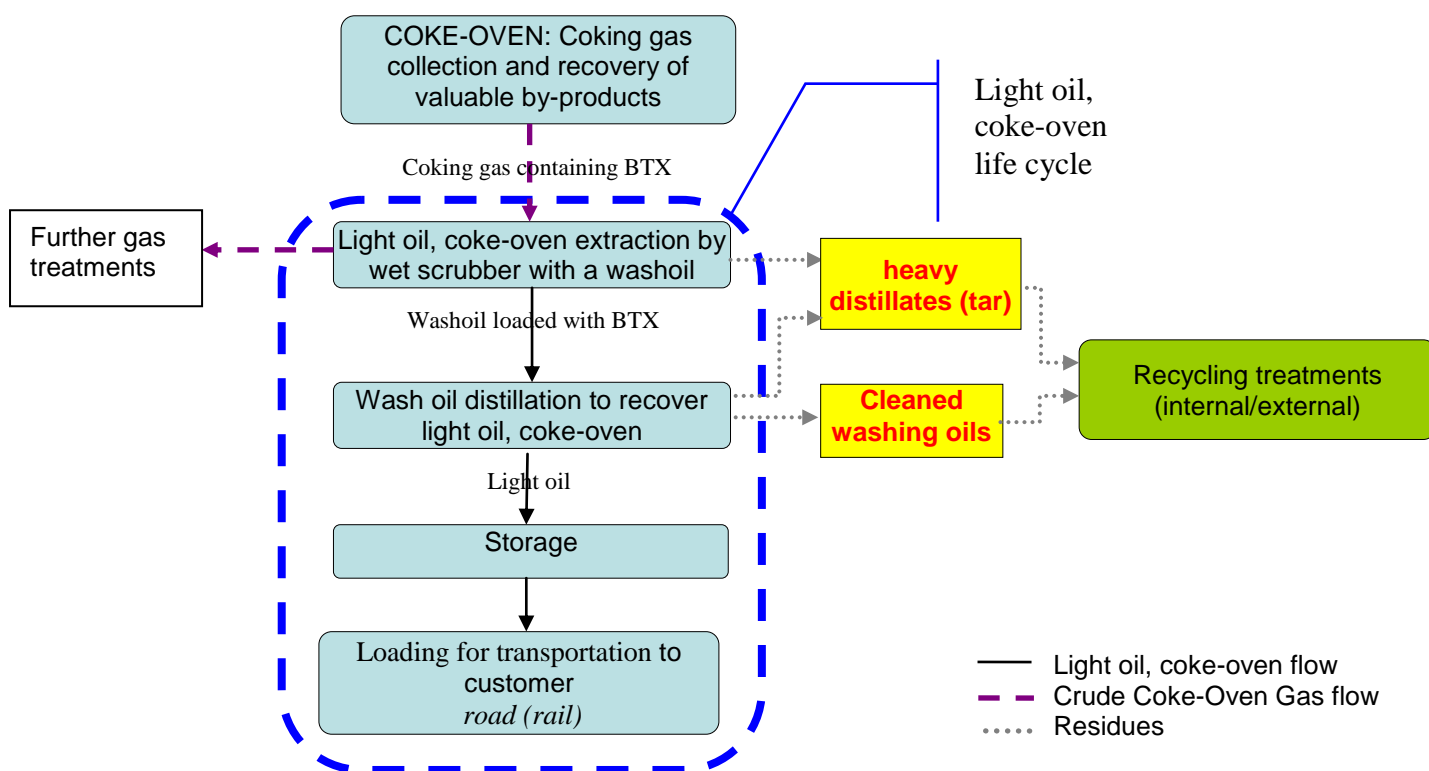 COKE-OVEN: Coking gas
collection and recovery of
valuable by-products
Light oil,
coke-oven
life cycle
Coking gas containing BTX
Further gas
treatments
Light oil, coke-oven extraction by
wet scrubber with a washoil
heavy
distillates (tar)
Washoil loaded with BTX
Recycling treatments
(internal/external)
Wash oil distillation to recover
light oil, coke-oven
Cleaned
washing oils
Light oil
Storage
Loading for transportation to
customer
road (rail)
Light oil, coke-oven flow
Crude Coke-Oven Gas flow
Residues